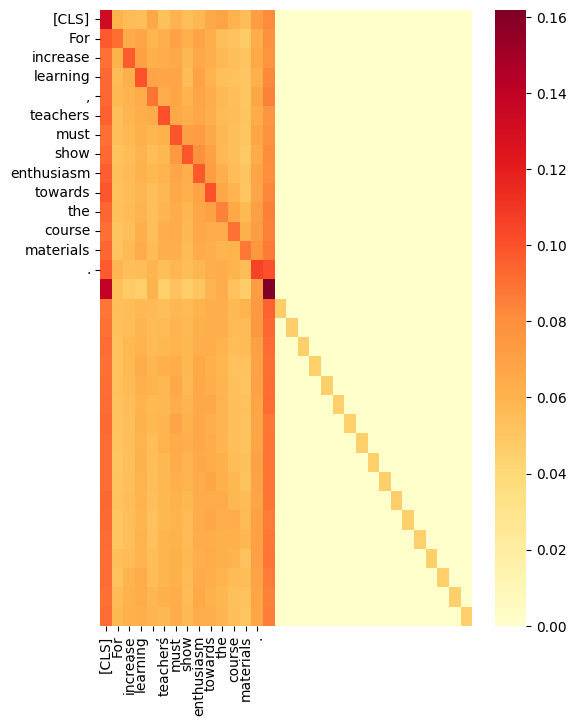 [CLS]
For
increase
learning
,
teachers
must
show
enthusiasm
towards
the
course
materials
.
0.16
0.14
0.12
0.10
0.08
0.06
0.04
0.02
0.00
[CLS]
For
increase
learning
,
teachers
must
show
enthusiasm
towards
the
course
materials
.